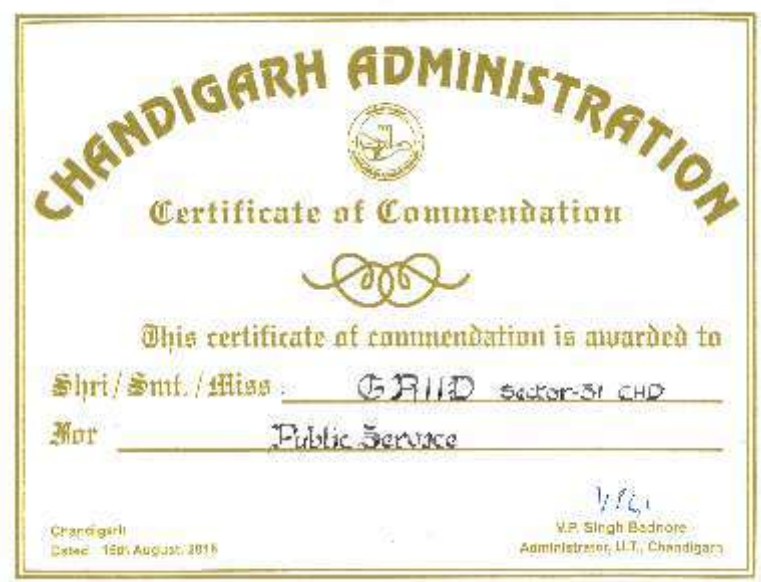 CHANDIGARH ADMINISTRATION
Certificate of Commendation
This certificate of commendation is awarded to
Shri/Smt./Miss : GRIID Sector-31 CHD
For Public Service
V.P. Singh Badnore
Chandigarh
Administrator, U.T., Chandigarh
Dated : 15th August,